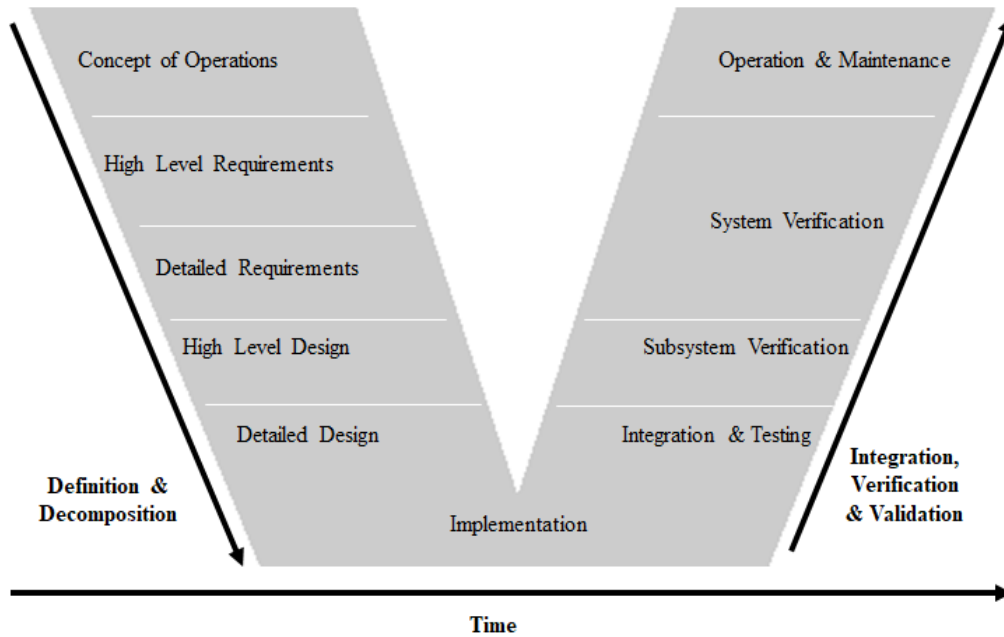 Concept of Operations
Operation & Maintenance
High Level Requirements
System Verification
Detailed Requirements
High Level Design
Subsystem Verification
Detailed Design
Integration & Testing
Definition &
Decomposition
Integration,
Verification
& Validation
Implementation
Time